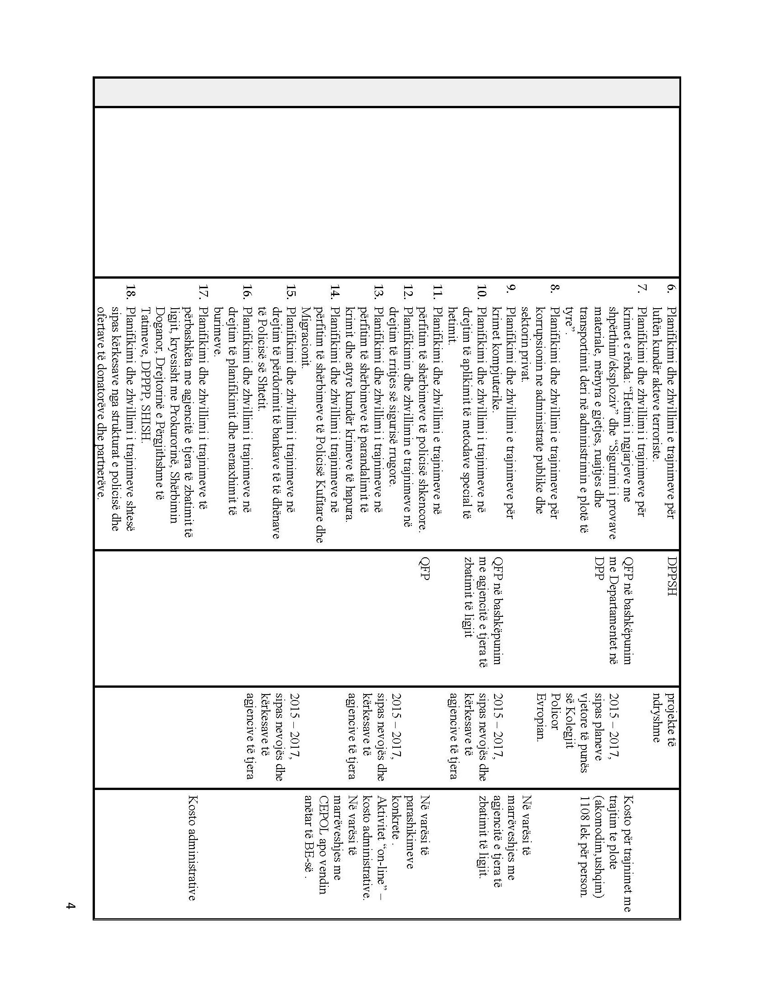 6. Planifikimi dhe zhvillimi e trajnimeve për
luftën kundër akteve terroriste.
7. Planifikimi dhe zhvillimi i trajnimeve për
krimet e rënda: “Hetimi i ngjarjeve me
shpërthim/eksploziv” dhe “Sigurimi i provave
materiale, mënyra e gjetjes, ruajtjes dhe
transportimit deri në administrimin e plotë të
tyre”.
8. Planifikimi dhe zhvillimi e trajnimeve për
korrupsionin ne administrate publike dhe
sektorin privat.
9. Planifikimi dhe zhvillimi e trajnimeve për
krimet kompjuterike.
10. Planifikimi dhe zhvillimi i trajnimeve në
drejtim të aplikimit të metodave special të
hetimit.
11. Planifikimi dhe zhvillimi e trajnimeve në
përfitim të shërbimeve të policisë shkencore.
12. Planifikimin dhe zhvillimin e trajnimeve në
drejtim të rritjes së sigurisë rrugore.
13. Planifikimi dhe zhvillimi i trajnimeve në
përfitim të shërbimeve të parandalimit të
krimit dhe atyre kundër krimeve të hapura.
14. Planifikimi dhe zhvillimi i trajnimeve në
përfitim të shërbimeve të Policisë Kufitare dhe
Migracionit.
15. Planifikimi dhe zhvillimi i trajnimeve në
drejtim të përdorimit të bankave të të dhënave
të Policisë së Shtetit.
16. Planifikimi dhe zhvillimi i trajnimeve në
drejtim të planifikimit dhe menaxhimit të
burimeve.
17. Planifikimi dhe zhvillimi i trajnimeve të
përbashkëta me agjencitë e tjera të zbatimit të
ligjit, kryesisht me Prokurorinë, Shërbimin
Doganor, Drejtorinë e Përgjithshme të
Tatimeve, DPPPP, SHISH.
18. Planifikimi dhe zhvillimi i trajnimeve shtesë
sipas kërkesave nga strukturat e policisë dhe
ofertave të donatorëve dhe partnerëve.
DPPSH
QFP në bashkëpunim
me Departamentet në
DPP
QFP në bashkëpunim
me agjencitë e tjera të
zbatimit të ligjit
QFP
projekte të
ndryshme
2015 – 2017,
sipas planeve
vjetore të punës
së Kolegjit
Policor
Evropian.
2015 – 2017,
sipas nevojës dhe
kërkesave të
agjencive të tjera
2015 – 2017,
sipas nevojës dhe
kërkesave të
agjencive të tjera
2015 – 2017,
sipas nevojës dhe
kërkesave të
agjencive të tjera
Kosto për trajnimet me
trajtim te plote
(akomodim,ushqim)
1108 lek për person.
Në varësi të
marrëveshjes me
agjencitë e tjera të
zbatimit të ligjit.
Në varësi të
parashikimeve
konkrete .
Aktivitet “on-line” –
kosto administrative.
Në varësi të
marrëveshjes me
CEPOL apo vendin
anëtar të BE-së .
Kosto administrative
4